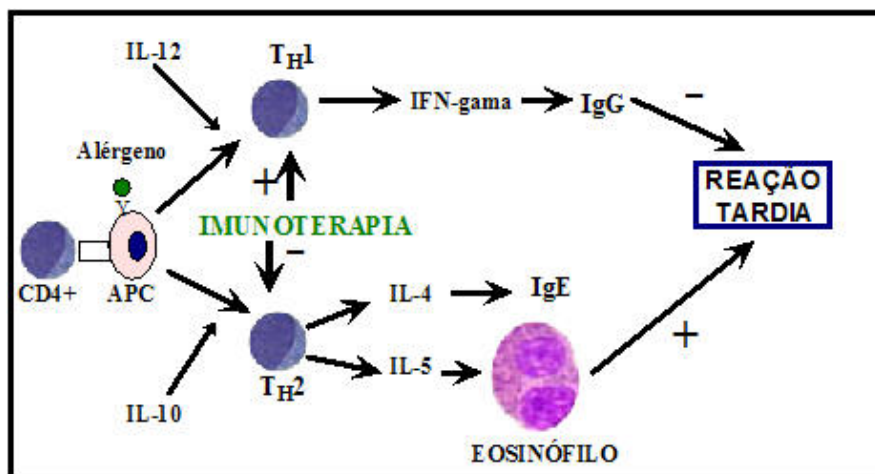 IL-12
TH1
IFN-gama
IgG
−
Alérgeno
Y
+
REAÇÃO
TARDIA
IMUNOTERAPIA
−
CD4+
APC
IL-4
IgE
+
TH2
IL-5
IL-10
EOSINÓFILO